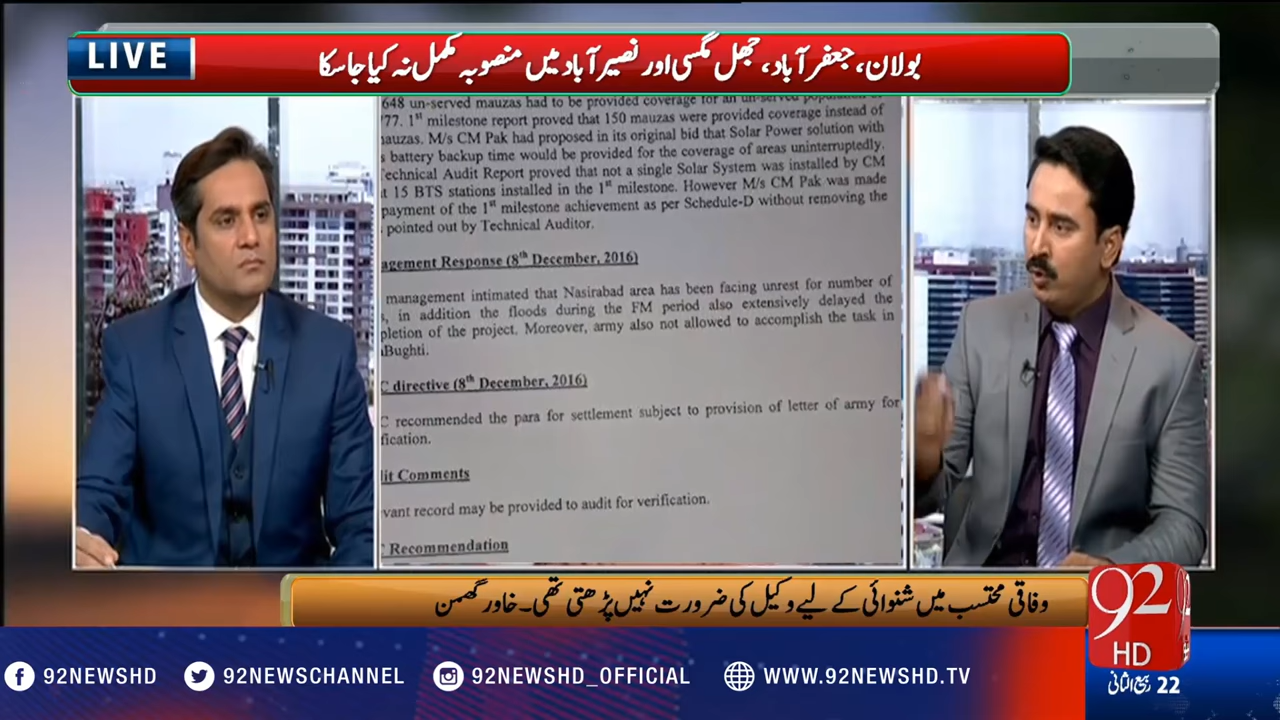 LIVE
بولان، جعفرآباد، جھل مگسی اور نصیرآباد میں منصوبہ مکمل نہ کیا جاسکا
648 un-served mauzas had to be provided coverage for an un-served population
777. 1st milestone report proved that 150 mauzas were provided coverage instead of
auzas. M/s CM Pak had proposed in its original bid that Solar Power solution with
s battery backup time would be provided for the coverage of areas uninterruptedly.
echnical Audit Report proved that not a single Solar System was installed by CM
t 15 BTS stations installed in the 1st milestone. However M/s CM Pak was made
payment of the 1st milestone achievement as per Schedule-D without removing the
pointed out by Technical Auditor.
agement Response (8th December, 2016)
management intimated that Nasirabad area has been facing unrest for number of
s, in addition the floods during the FM period also extensively delayed the
pletion of the project. Moreover, army also not allowed to accomplish the task in
Bughti.
C directive (8th December, 2016)
C recommended the para for settlement subject to provision of letter of army for
fication.
dit Comments
evant record may be provided to audit for verification.
Recommendation
وفاقی محتسب میں شنوائی کے لیے وکیل کی ضرورت نہیں پڑھتی تھی۔ خاور گھمن
92
HD
92NEWSHD
92NEWSCHANNEL
92NEWSHD_OFFICIAL
WWW.92NEWSHD.TV
22 ربیع الثانی